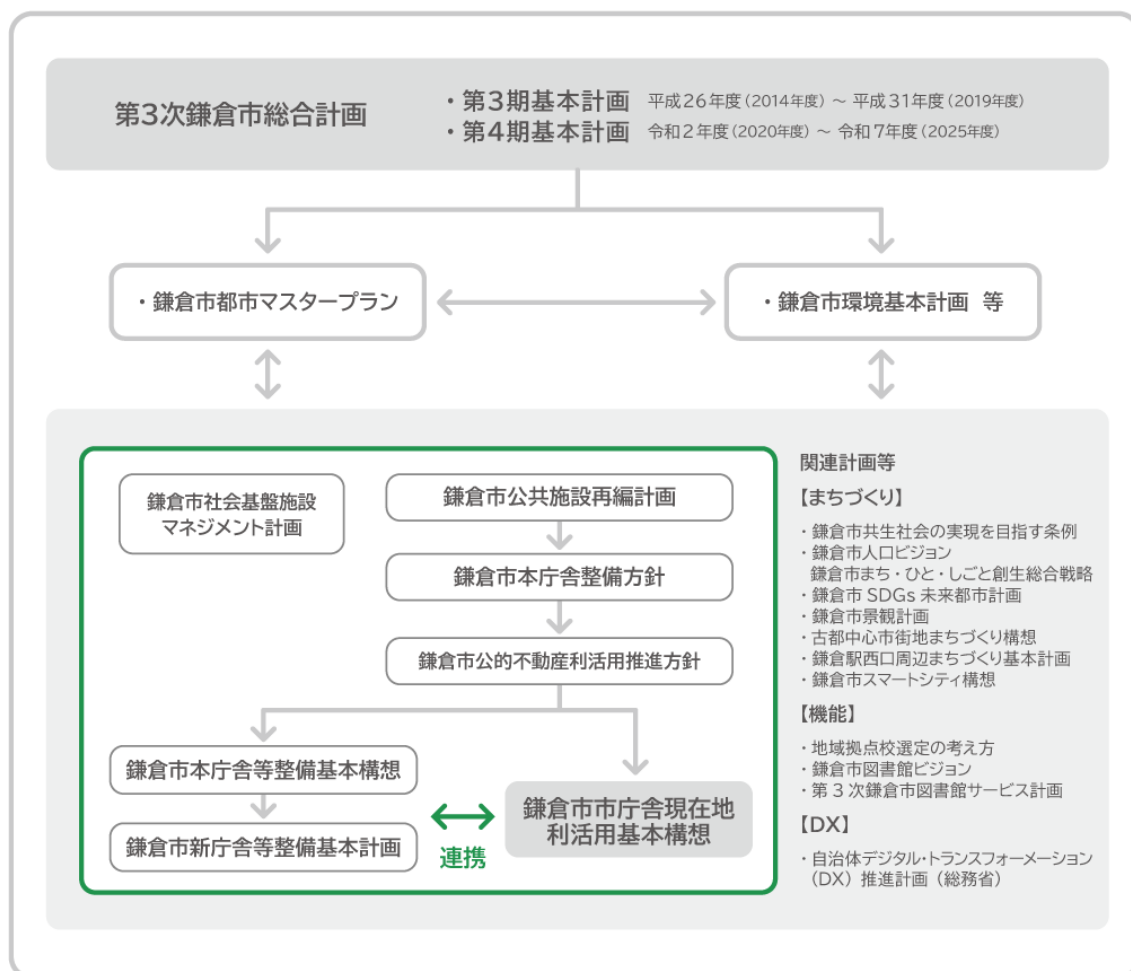 第3次鎌倉市総合計画
・第3期基本計画 平成26年度(2014年度) ～ 平成31年度(2019年度)
・第4期基本計画 令和2年度(2020年度) ～ 令和7年度(2025年度)
・鎌倉市都市マスタープラン
・鎌倉市環境基本計画 等
鎌倉市社会基盤施設
マネジメント計画
鎌倉市公共施設再編計画
鎌倉市本庁舎整備方針
鎌倉市公的不動産利活用推進方針
鎌倉市本庁舎等整備基本構想
鎌倉市新庁舎等整備基本計画
連携
鎌倉市市庁舎現在地
利活用基本構想
関連計画等
【まちづくり】
・鎌倉市共生社会の実現を目指す条例
・鎌倉市人口ビジョン
鎌倉市まち・ひと・しごと創生総合戦略
・鎌倉市 SDGs 未来都市計画
・鎌倉市景観計画
・古都中心市街地まちづくり構想
・鎌倉駅西口周辺まちづくり基本計画
・鎌倉市スマートシティ構想
【機能】
・地域拠点校選定の考え方
・鎌倉市図書館ビジョン
・第3次鎌倉市図書館サービス計画
【DX】
・自治体デジタル・トランスフォーメーション
(DX) 推進計画 (総務省)